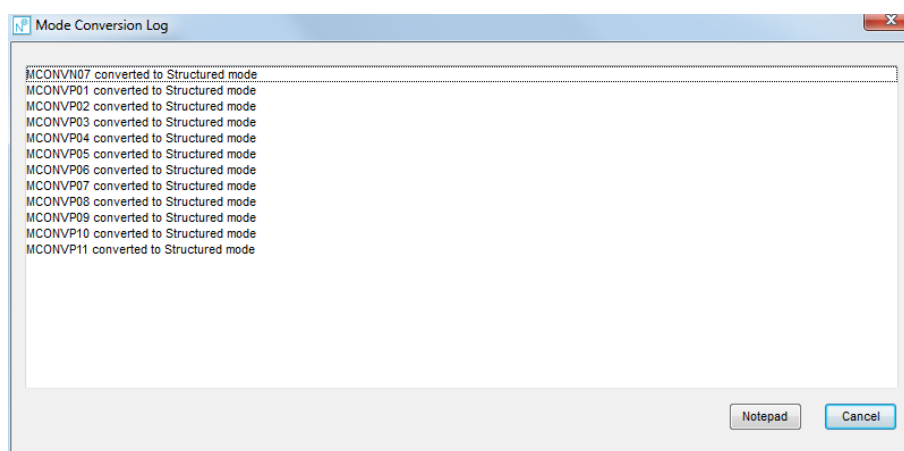 Mode Conversion Log
MCONVN07 converted to Structured mode
MCONVP01 converted to Structured mode
MCONVP02 converted to Structured mode
MCONVP03 converted to Structured mode
MCONVP04 converted to Structured mode
MCONVP05 converted to Structured mode
MCONVP06 converted to Structured mode
MCONVP07 converted to Structured mode
MCONVP08 converted to Structured mode
MCONVP09 converted to Structured mode
MCONVP10 converted to Structured mode
MCONVP11 converted to Structured mode
Notepad Cancel